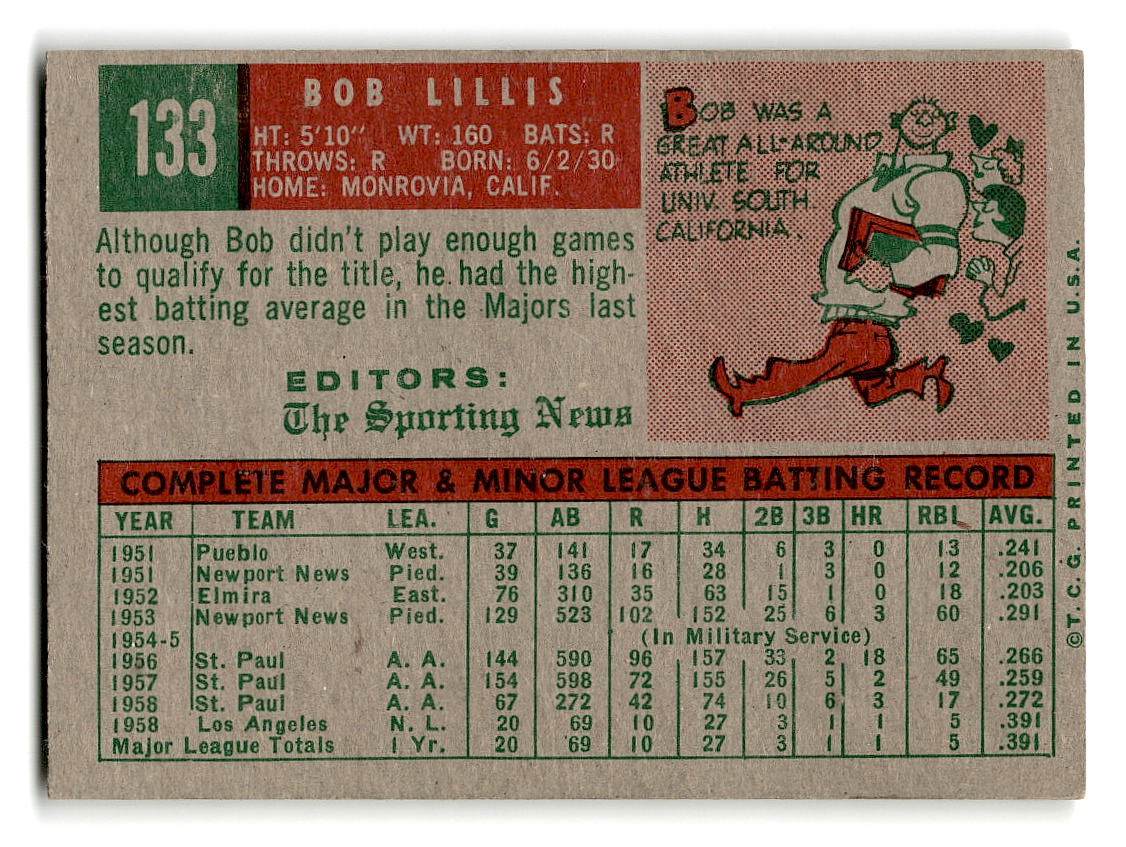 133
BOB LILLIS
HT: 5'10" WT: 160 BATS: R
THROWS: R BORN: 6/2/30
HOME: MONROVIA, CALIF.
BOB WAS A
GREAT ALL-AROUND
ATHLETE FOR
UNIV. SOUTH
CALIFORNIA.
Although Bob didn't play enough games
to qualify for the title, he had the high-
est batting average in the Majors last
season.
EDITORS:
The Sporting News
COMPLETE MAJOR & MINOR LEAGUE BATTING RECORD
YEAR TEAM LEA. G AB R H 2B 3B HR RBI AVG.
1951 Pueblo West. 37 141 17 34 6 3 0 13 .241
1951 Newport News Pied. 39 136 16 28 1 3 0 12 .206
1952 Elmira East. 76 310 35 63 15 1 0 18 .203
1953 Newport News Pied. 129 523 102 152 25 6 3 60 .291
1954-5 (In Military Service)
1956 St. Paul A. A. 144 590 96 157 33 2 18 65 .266
1957 St. Paul A. A. 154 598 72 155 26 5 2 49 .259
1958 St. Paul A. A. 67 272 42 74 10 6 3 17 .272
1958 Los Angeles N. L. 20 69 10 27 3 1 1 5 .391
Major League Totals 1 Yr. 20 69 10 27 3 1 1 5 .391
©T. C. G. PRINTED IN U.S.A.